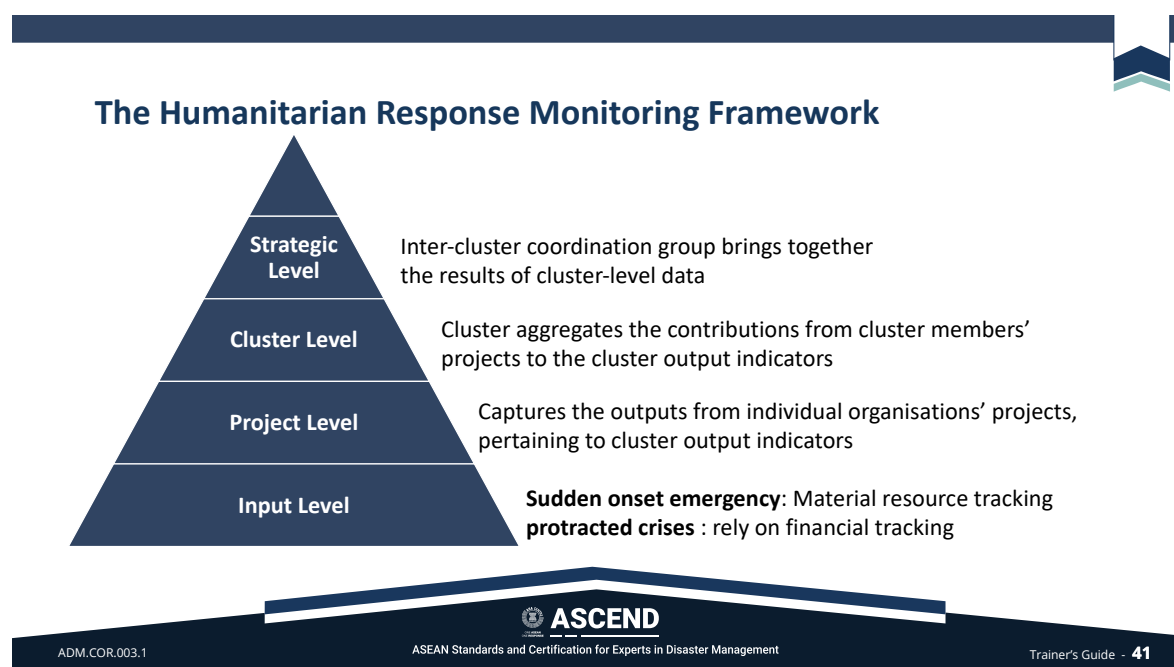 The Humanitarian Response Monitoring Framework
Strategic
Level
Inter-cluster coordination group brings together
the results of cluster-level data
Cluster Level
Cluster aggregates the contributions from cluster members’
projects to the cluster output indicators
Project Level
Captures the outputs from individual organisations’ projects,
pertaining to cluster output indicators
Input Level
Sudden onset emergency: Material resource tracking
protracted crises : rely on financial tracking
ASCEND
ASEAN Standards and Certification for Experts in Disaster Management
ADM.COR.003.1
Trainer’s Guide - 41